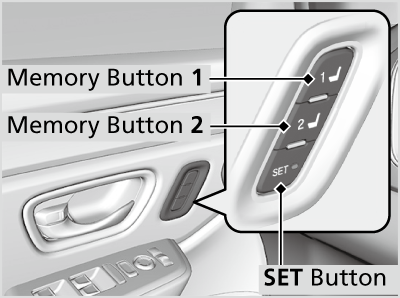 Memory Button 1
1
Memory Button 2
2
SET
SET Button